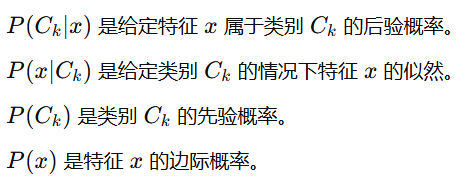 P(C_k|x) 是给定特征 x 属于类别 C_k 的后验概率。
P(x|C_k) 是给定类别 C_k 的情况下特征 x 的似然。
P(C_k) 是类别 C_k 的先验概率。
P(x) 是特征 x 的边际概率。